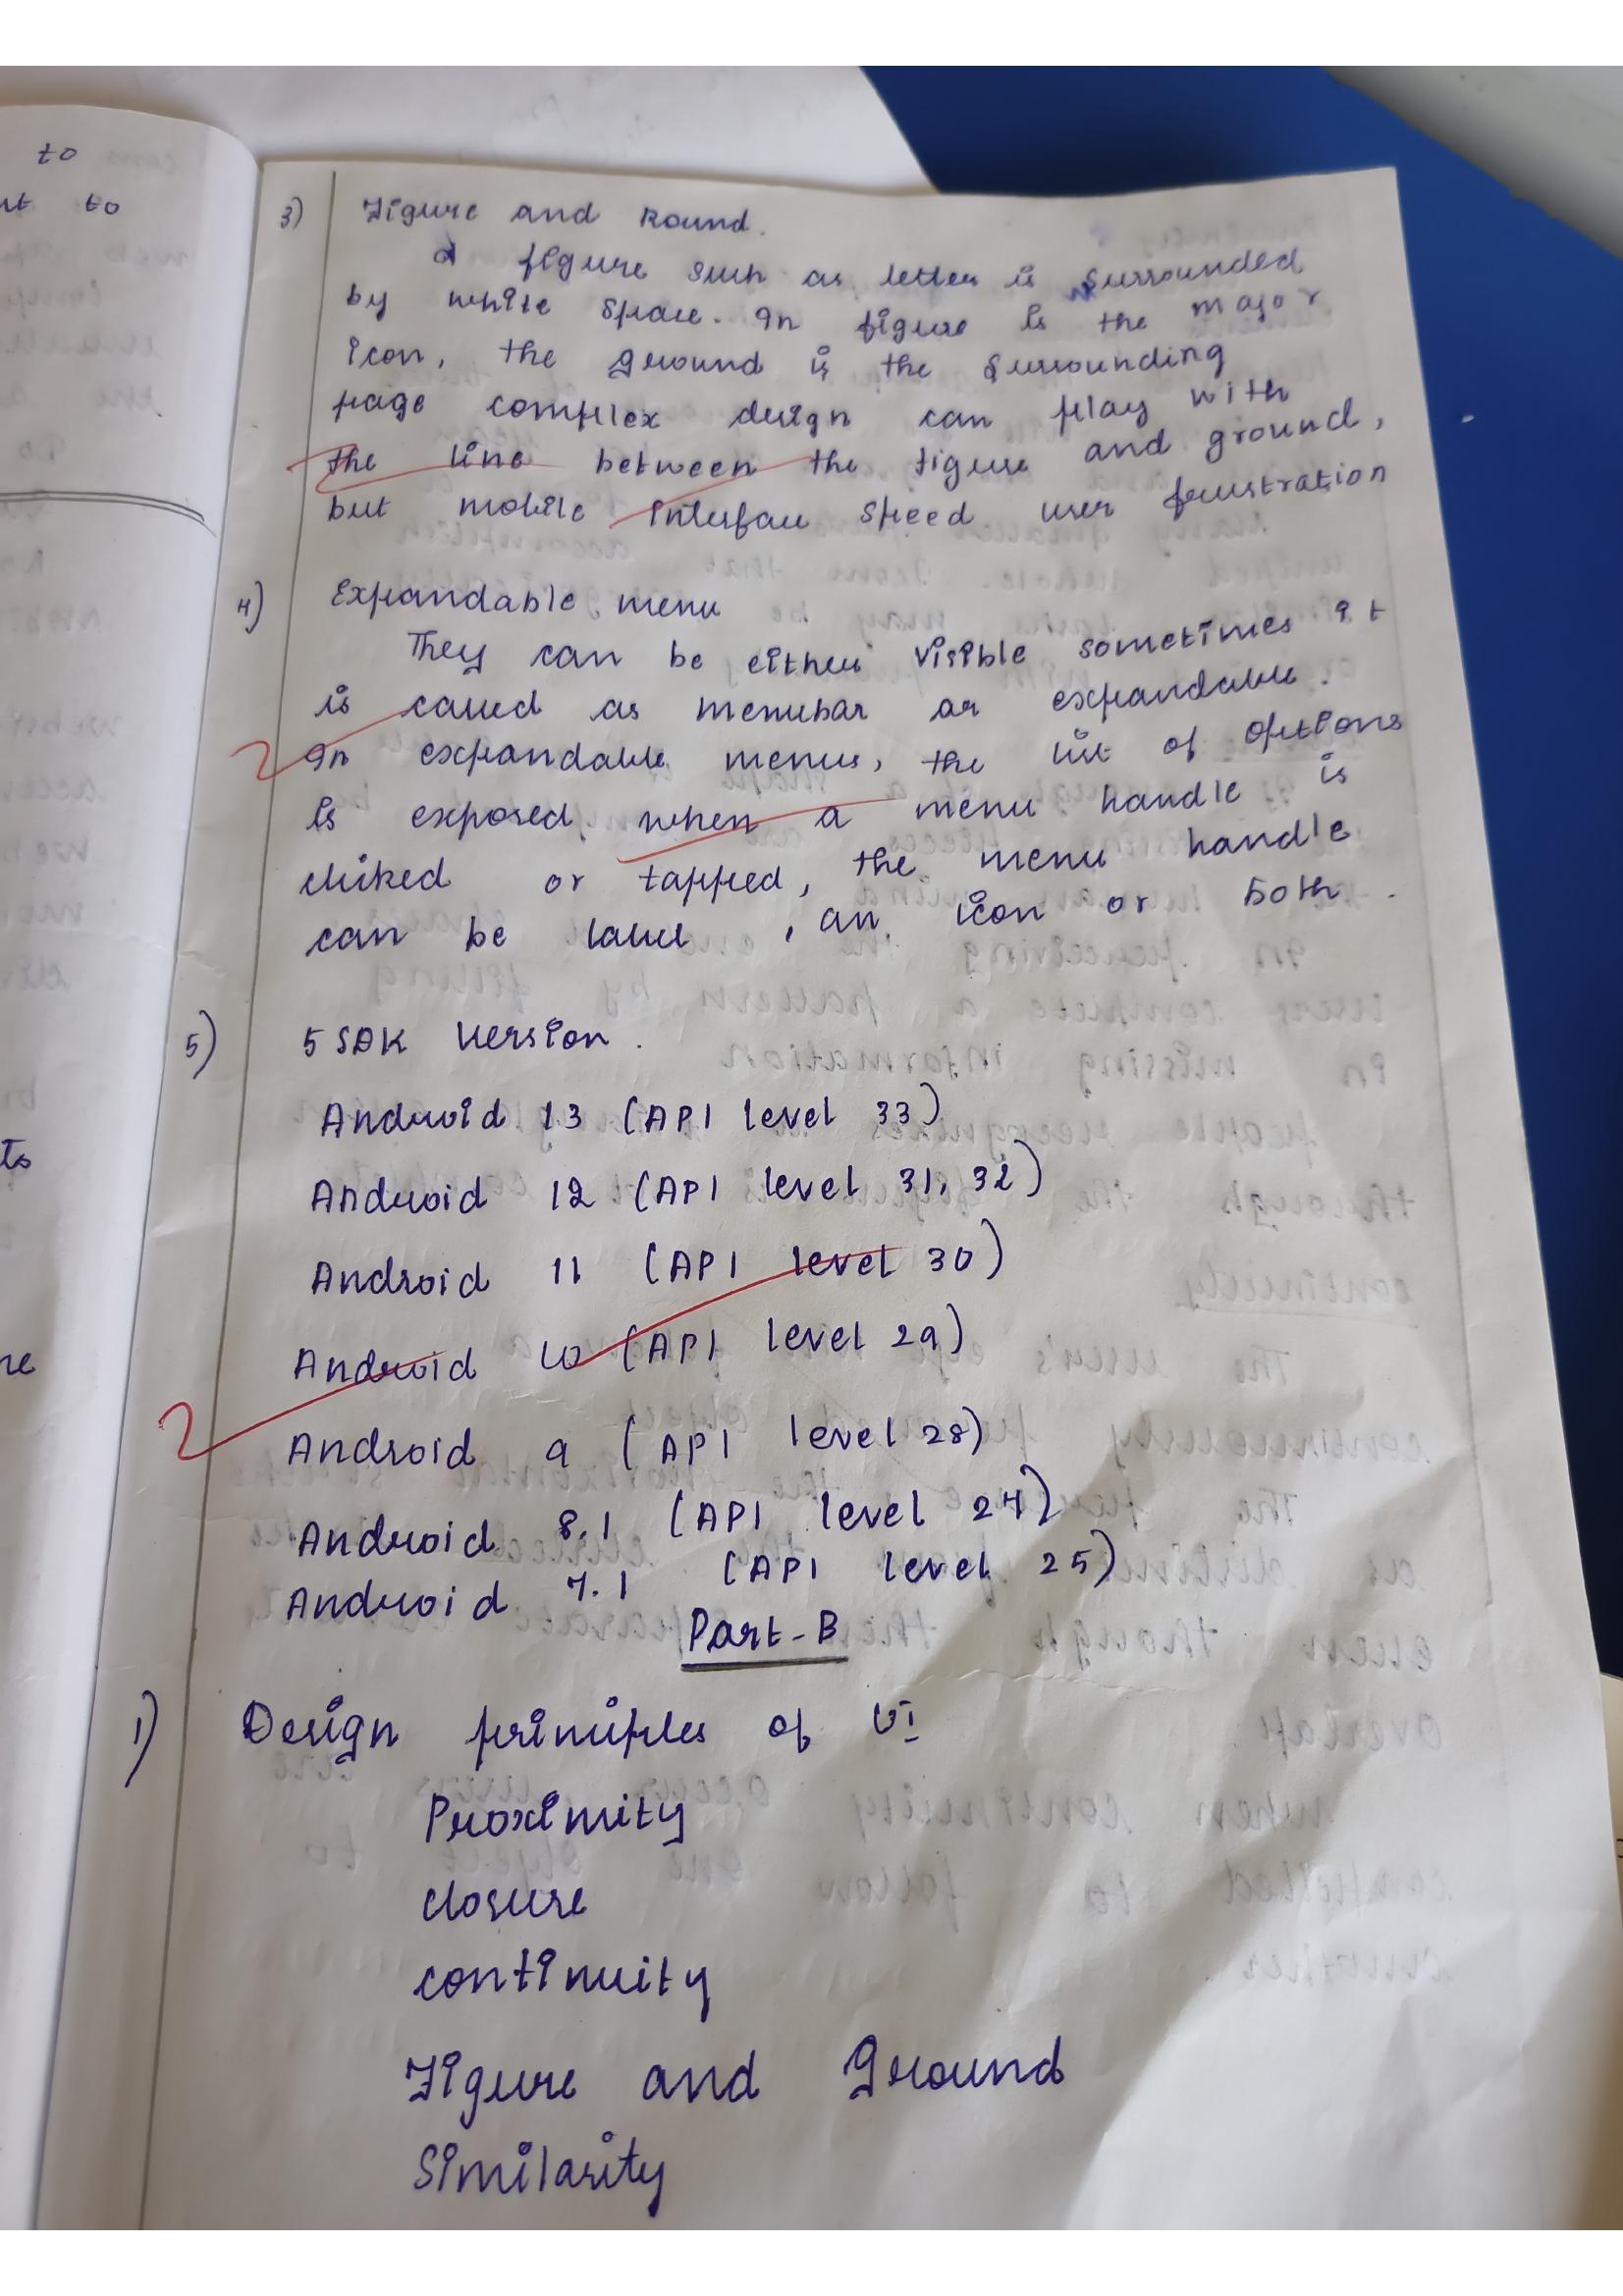 to
to
3) Figure and Round.
A figure such as letter is surrounded
by white space. In figure is the major
icon, the ground is the surrounding
page complex design can play with
the line between the figure and ground,
but mobile interface speed user frustration
4) Expandable menu
They can be either visible sometimes it
is called as menubar or expandable.
2 In expandable menus, the list of options
is exposed when a menu handle is
cliked or tapped, the menu handle
can be label, an icon or both.
5) 5 SDK Version.
Android 13 (API level 33)
Android 12 (API level 31, 32)
Android 11 (API level 30)
Android 10 (API level 29)
2 Android 9 (API level 28)
Android 8.1 (API level 27)
Android 7.1 (API level 25)
Part-B
1) Design principles of UI
Proximity
closure
continuity
Figure and Ground
Similarity